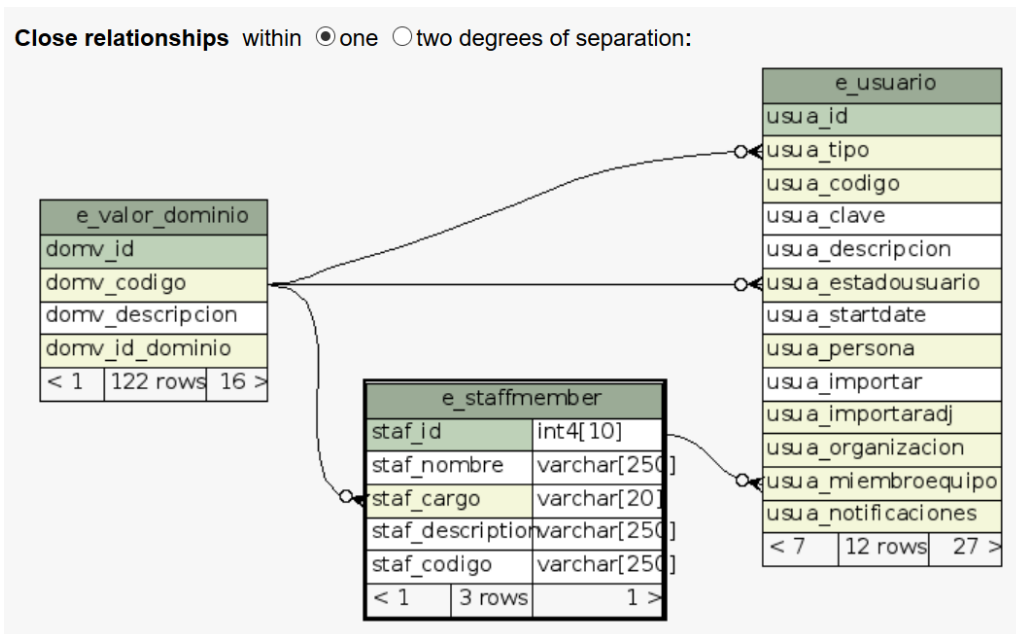 Close relationships within one two degrees of separation:
e_usuario
usua_id
usua_tipo
usua_codigo
usua_clave
usua_descripcion
usua_estadousuario
usua_startdate
usua_persona
usua_importar
usua_importaradj
usua_organizacion
usua_miembroequipo
usua_notificaciones
< 7 12 rows 27 >
e_valor_dominio
domv_id
domv_codigo
domv_descripcion
domv_id_dominio
< 1 122 rows 16 >
e_staffmember
staf_id int4[10]
staf_nombre varchar[250]
staf_cargo varchar[20]
staf_description varchar[250]
staf_codigo varchar[250]
< 1 3 rows 1 >